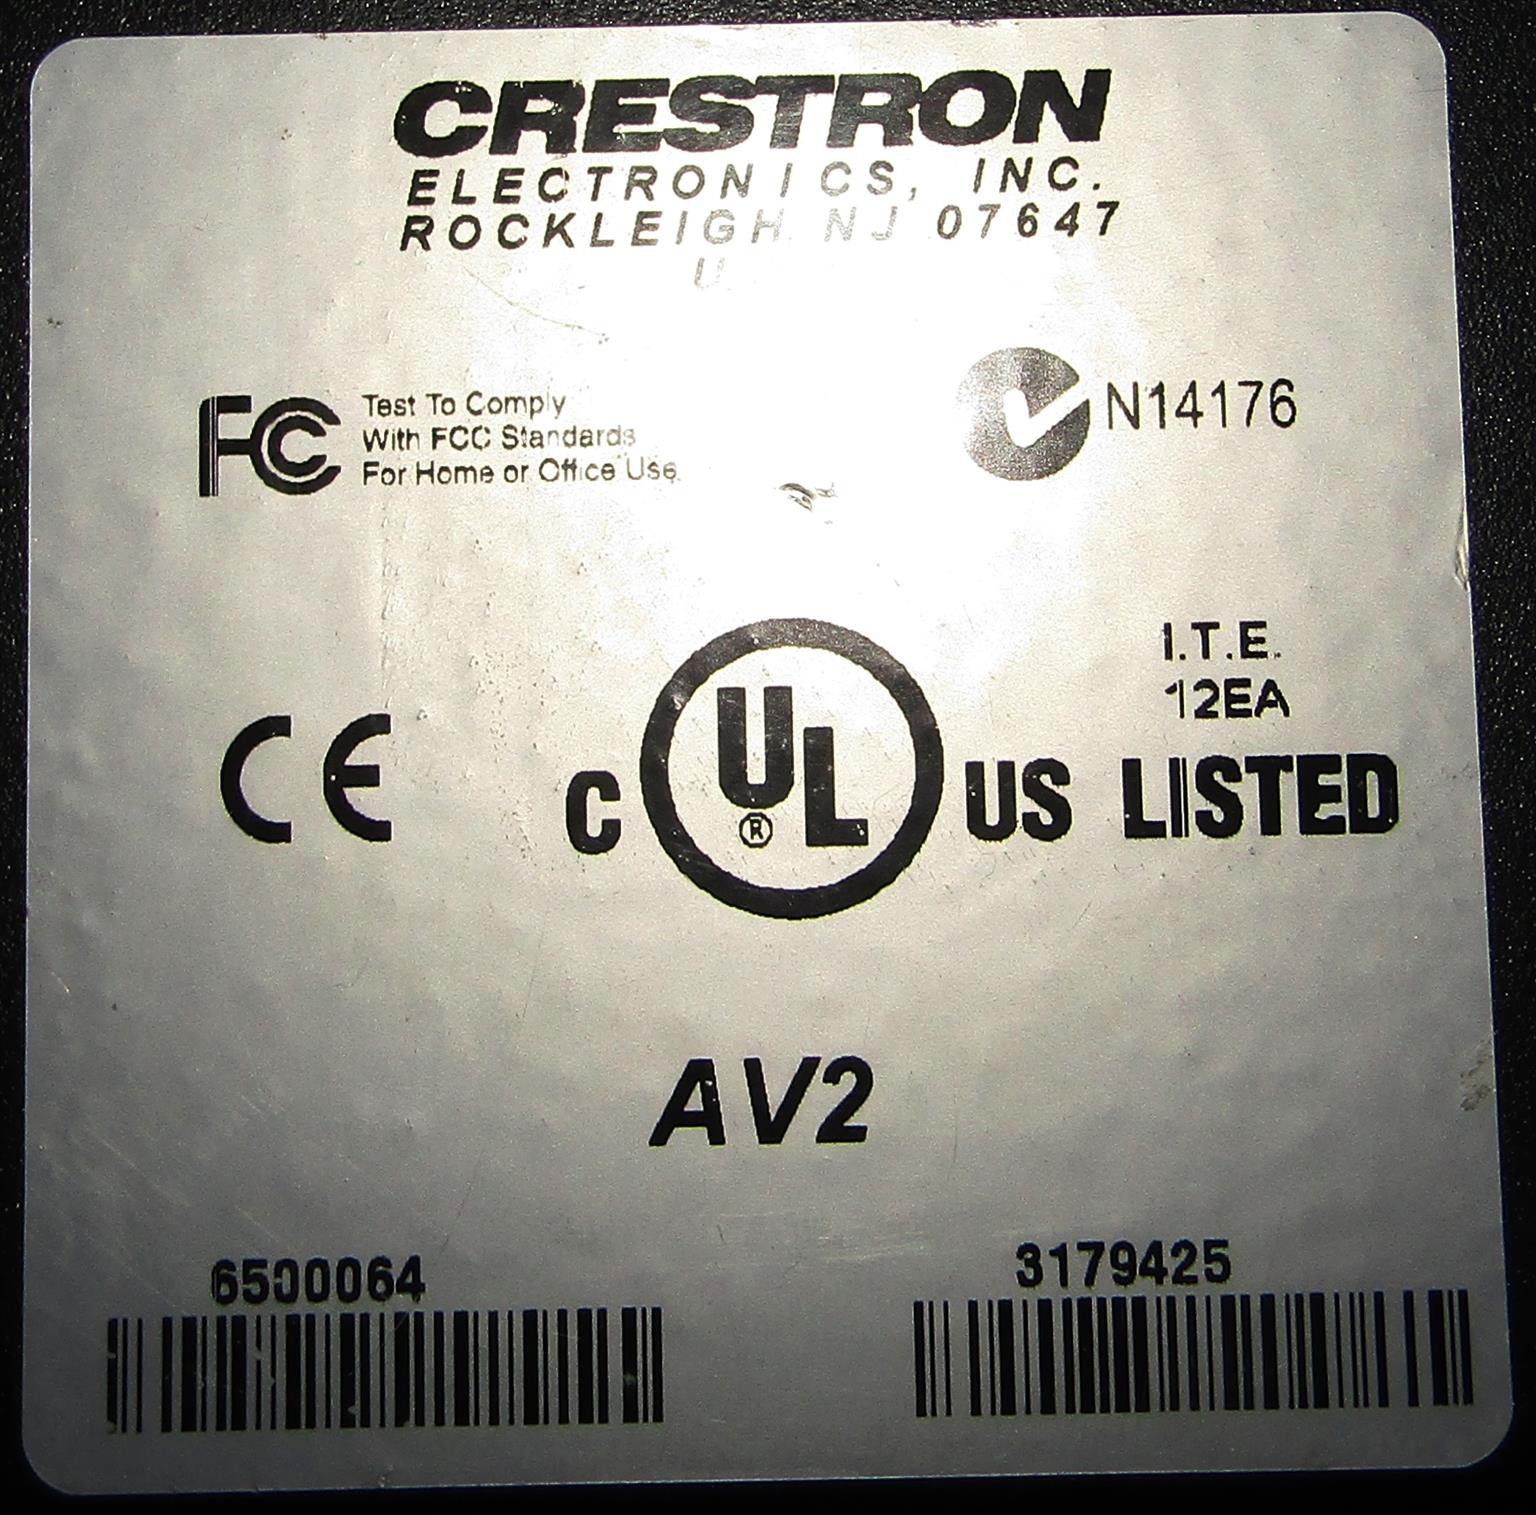 CRESTRON
ELECTRONICS, INC.
ROCKLEIGH NJ 07647
FC Test To Comply
With FCC Standards
For Home or Office Use
N14176
I.T.E.
12EA
CE
C UL® US LISTED
AV2
6500064
3179425